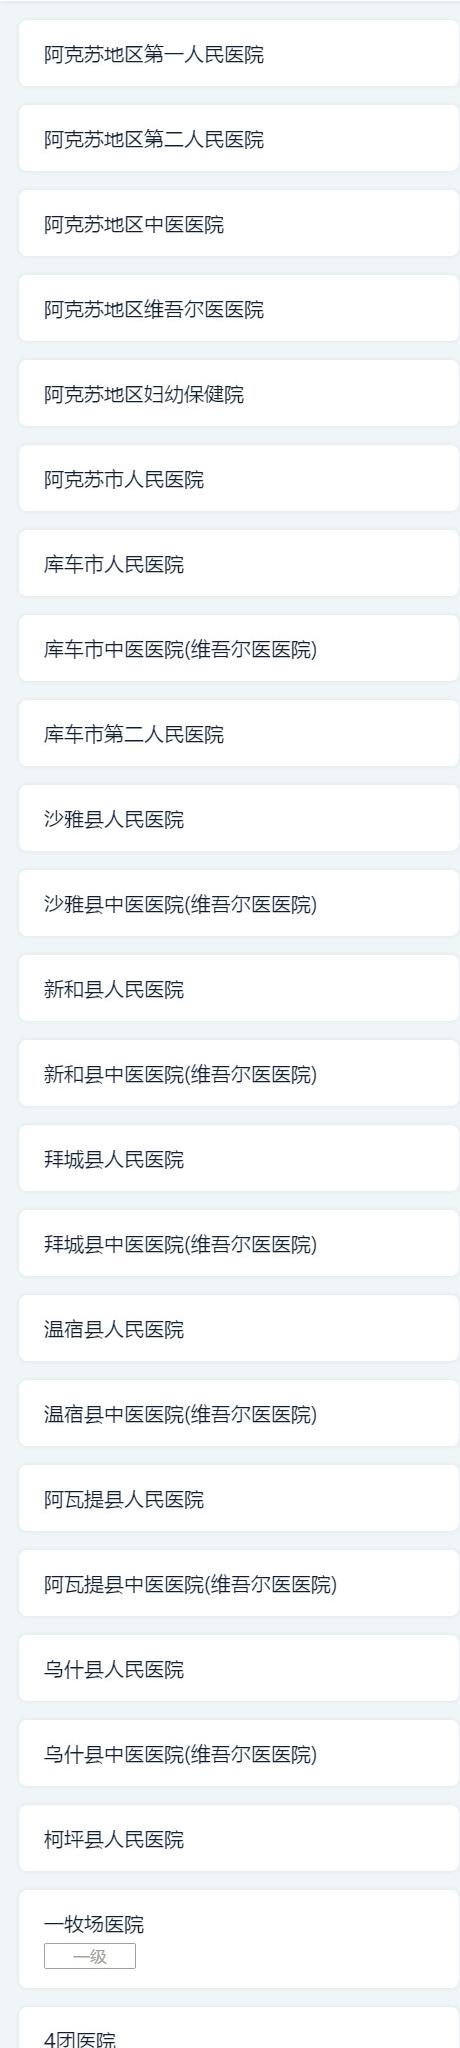 阿克苏地区第一人民医院
阿克苏地区第二人民医院
阿克苏地区中医医院
阿克苏地区维吾尔医医院
阿克苏地区妇幼保健院
阿克苏市人民医院
库车市人民医院
库车市中医医院(维吾尔医医院)
库车市第二人民医院
沙雅县人民医院
沙雅县中医医院(维吾尔医医院)
新和县人民医院
新和县中医医院(维吾尔医医院)
拜城县人民医院
拜城县中医医院(维吾尔医医院)
温宿县人民医院
温宿县中医医院(维吾尔医医院)
阿瓦提县人民医院
阿瓦提县中医医院(维吾尔医医院)
乌什县人民医院
乌什县中医医院(维吾尔医医院)
柯坪县人民医院
一牧场医院
一级
4团医院